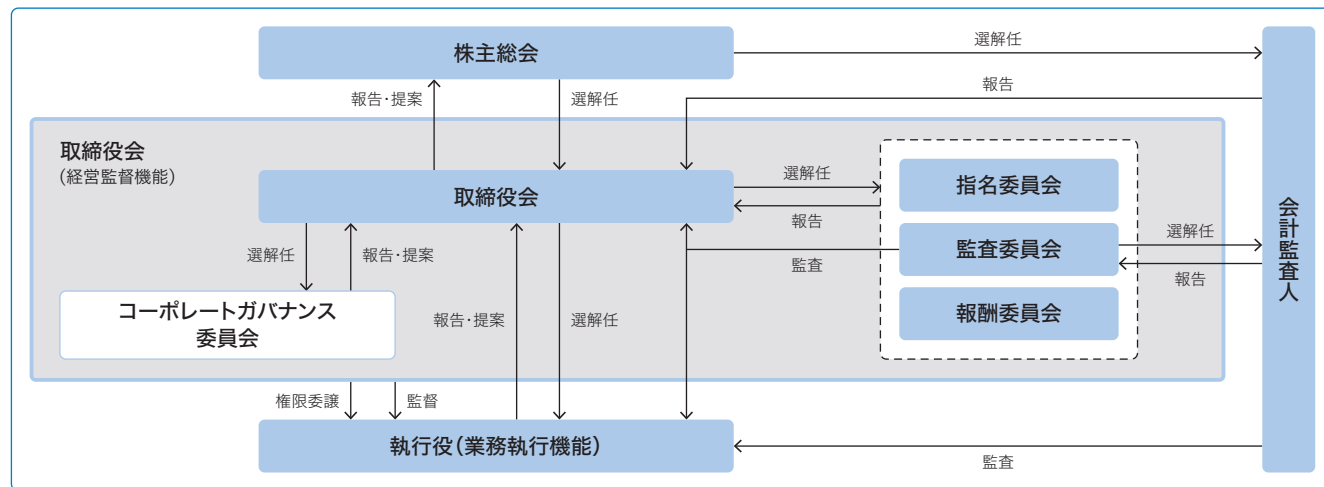 株主総会
選解任
報告・提案
選解任
報告
取締役会
(経営監督機能)
取締役会
選解任
報告
指名委員会
監査委員会
報酬委員会
監査
選解任
報告
会計監査人
選解任
報告・提案
コーポレートガバナンス
委員会
報告・提案
選解任
権限委譲
監督
執行役(業務執行機能)
監査